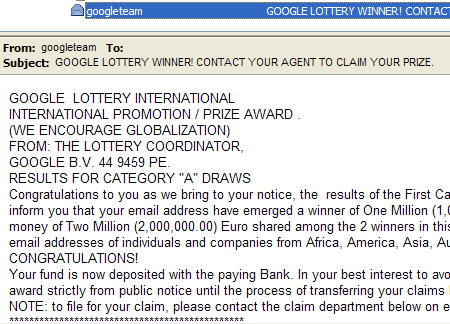 googleteam GOOGLE LOTTERY WINNER! CONTACT
From: googleteam To:
Subject: GOOGLE LOTTERY WINNER! CONTACT YOUR AGENT TO CLAIM YOUR PRIZE.
GOOGLE LOTTERY INTERNATIONAL
INTERNATIONAL PROMOTION / PRIZE AWARD .
(WE ENCOURAGE GLOBALIZATION)
FROM: THE LOTTERY COORDINATOR,
GOOGLE B.V. 44 9459 PE.
RESULTS FOR CATEGORY "A" DRAWS
Congratulations to you as we bring to your notice, the results of the First Ca
inform you that your email address have emerged a winner of One Million (1,0
money of Two Million (2,000,000.00) Euro shared among the 2 winners in this
email addresses of individuals and companies from Africa, America, Asia, Au
CONGRATULATIONS!
Your fund is now deposited with the paying Bank. In your best interest to avo
award strictly from public notice until the process of transferring your claims
NOTE: to file for your claim, please contact the claim department below on e
**********************************************